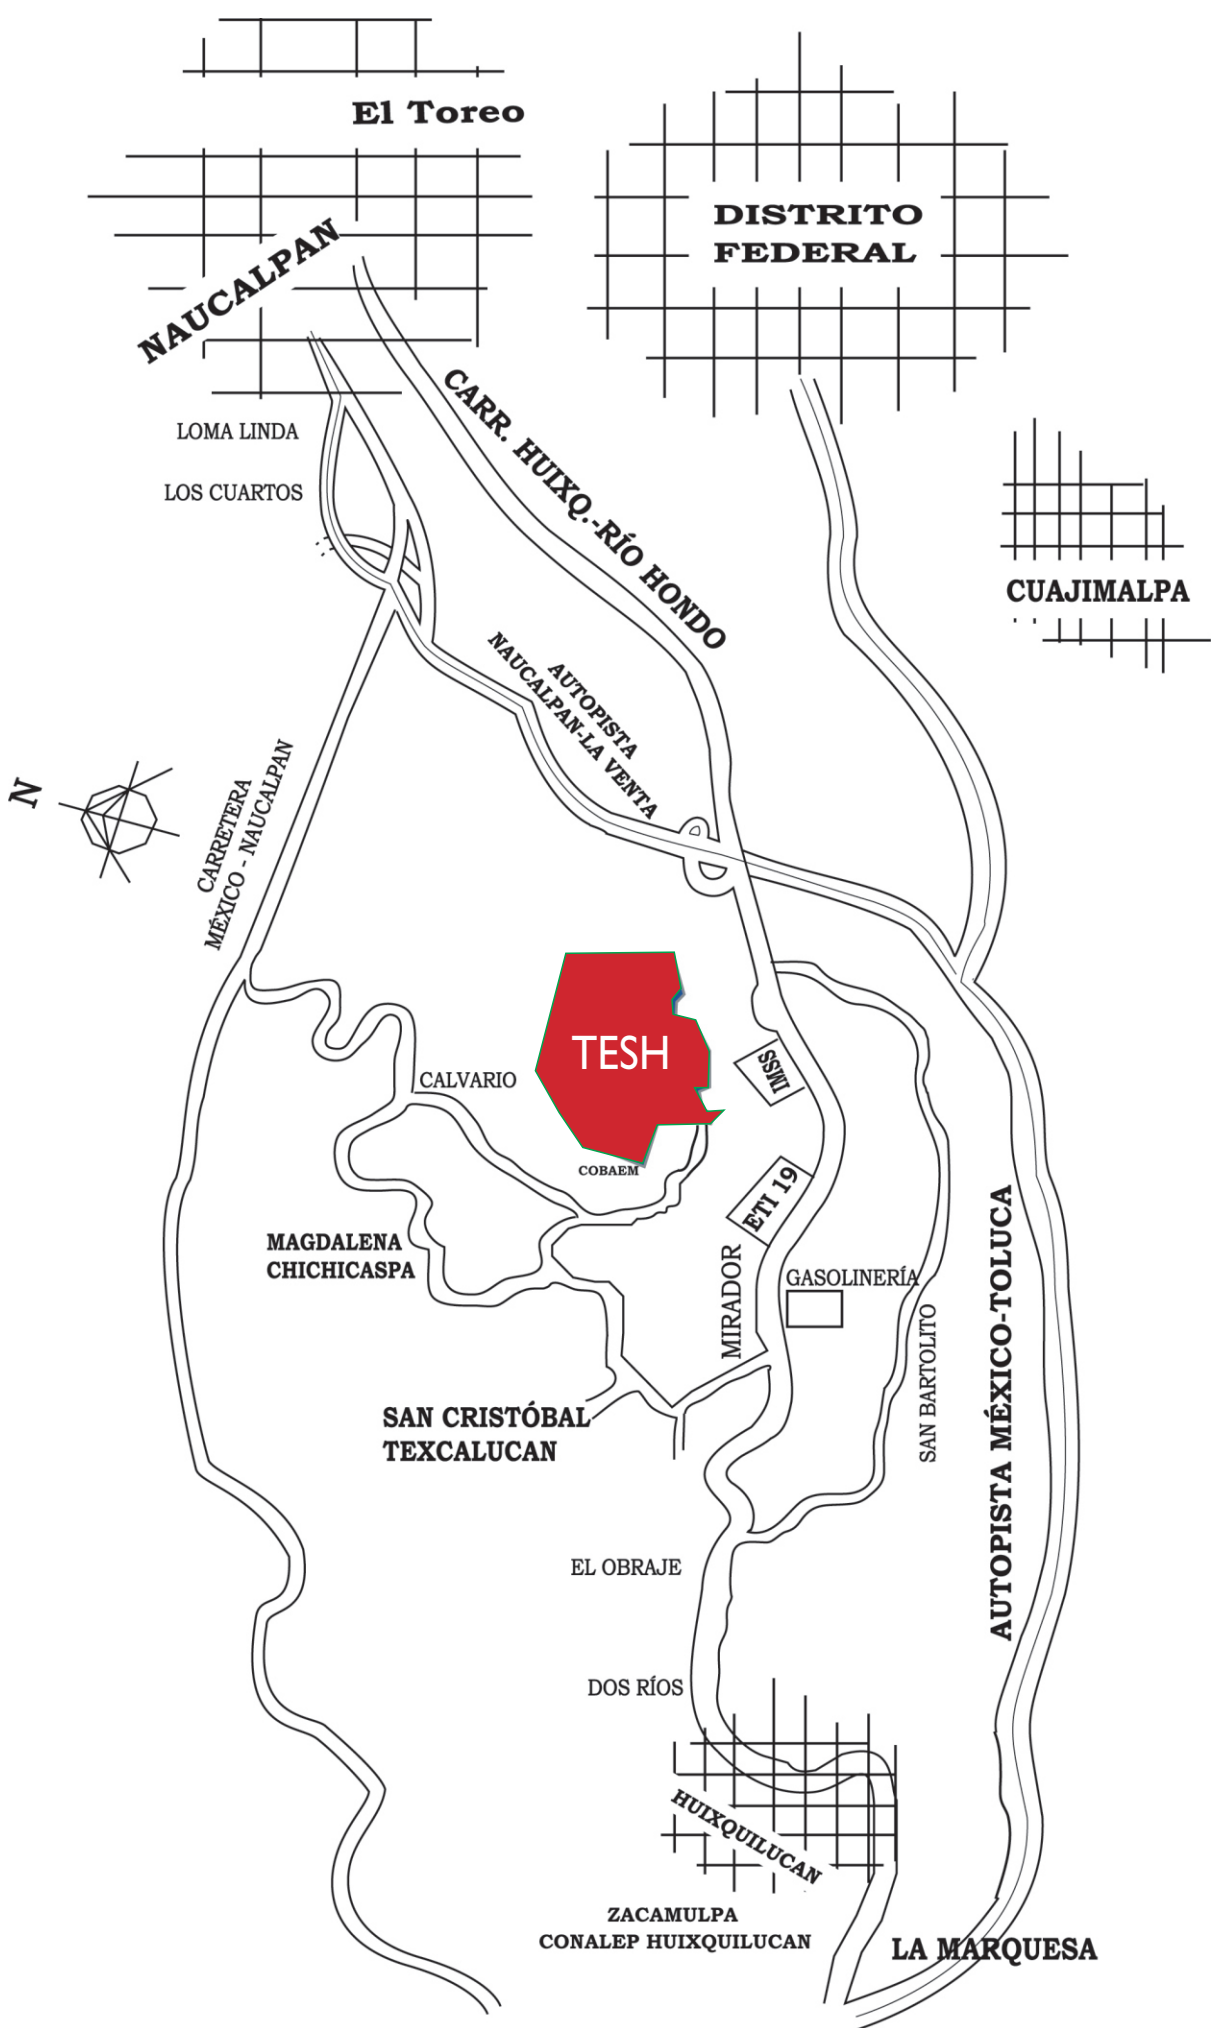 El Toreo
DISTRITO
FEDERAL
NAUCALPAN
CARR. HUIXQ.-RÍO HONDO
LOMA LINDA
LOS CUARTOS
CUAJIMALPA
AUTOPISTA
NAUCALPAN-LA VENTA
N
CARRETERA
MÉXICO - NAUCALPAN
TESH
IMSS
CALVARIO
COBAEM
ETI 19
MAGDALENA
CHICHICASPA
MIRADOR
GASOLINERÍA
SAN BARTOLITO
AUTOPISTA MÉXICO-TOLUCA
SAN CRISTÓBAL
TEXCALUCAN
EL OBRAJE
DOS RÍOS
HUIXQUILUCAN
ZACAMULPA
CONALEP HUIXQUILUCAN
LA MARQUESA